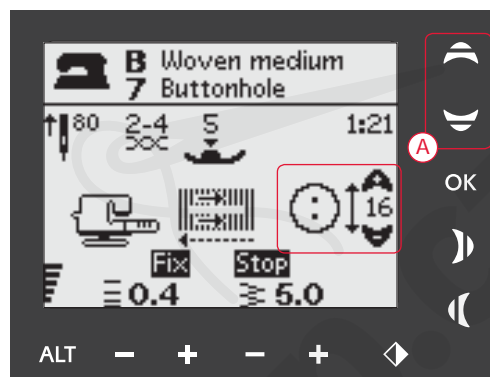 B Woven medium
7 Buttonhole
80 2-4 5 1:21
A
OK
16
Fix Stop
0.4 5.0
ALT - + - +